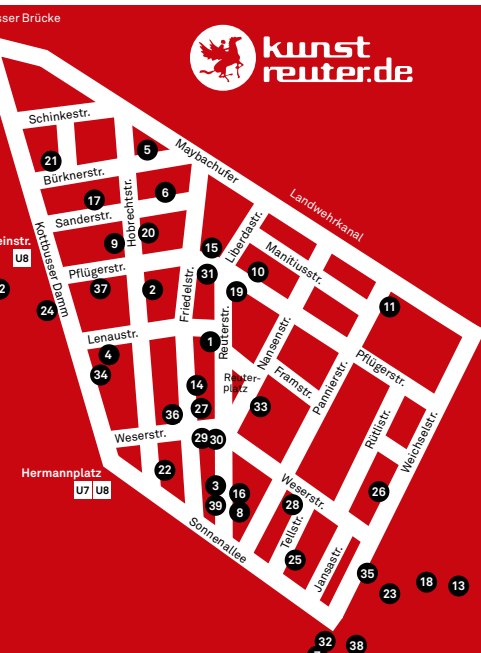 sser Brücke
kunst
reuter.de
Schinkestr.
5
21
Maybachufer
Bürknerstr.
17
6
Landwehrkanal
Sanderstr.
Hobrechtstr.
Liberdastr.
9
20
einstr.
U8
Kottbusser Damm
15
Manitiusstr.
Pflügerstr.
31
10
2
37
2
Friedelstr.
19
11
24
Reuterstr.
Nansenstr.
Lenaustr.
1
4
Pflügerstr.
34
14
Reuter-
platz
Framstr.
Pannierstr.
27
33
36
Rütlistr.
Weichselstr.
Weserstr.
29
30
Hermannplatz
U7
U8
22
3
16
39
8
Weserstr.
28
26
Sonnenallee
Tellstr.
25
Jansastr.
35
23
18
13
32
38